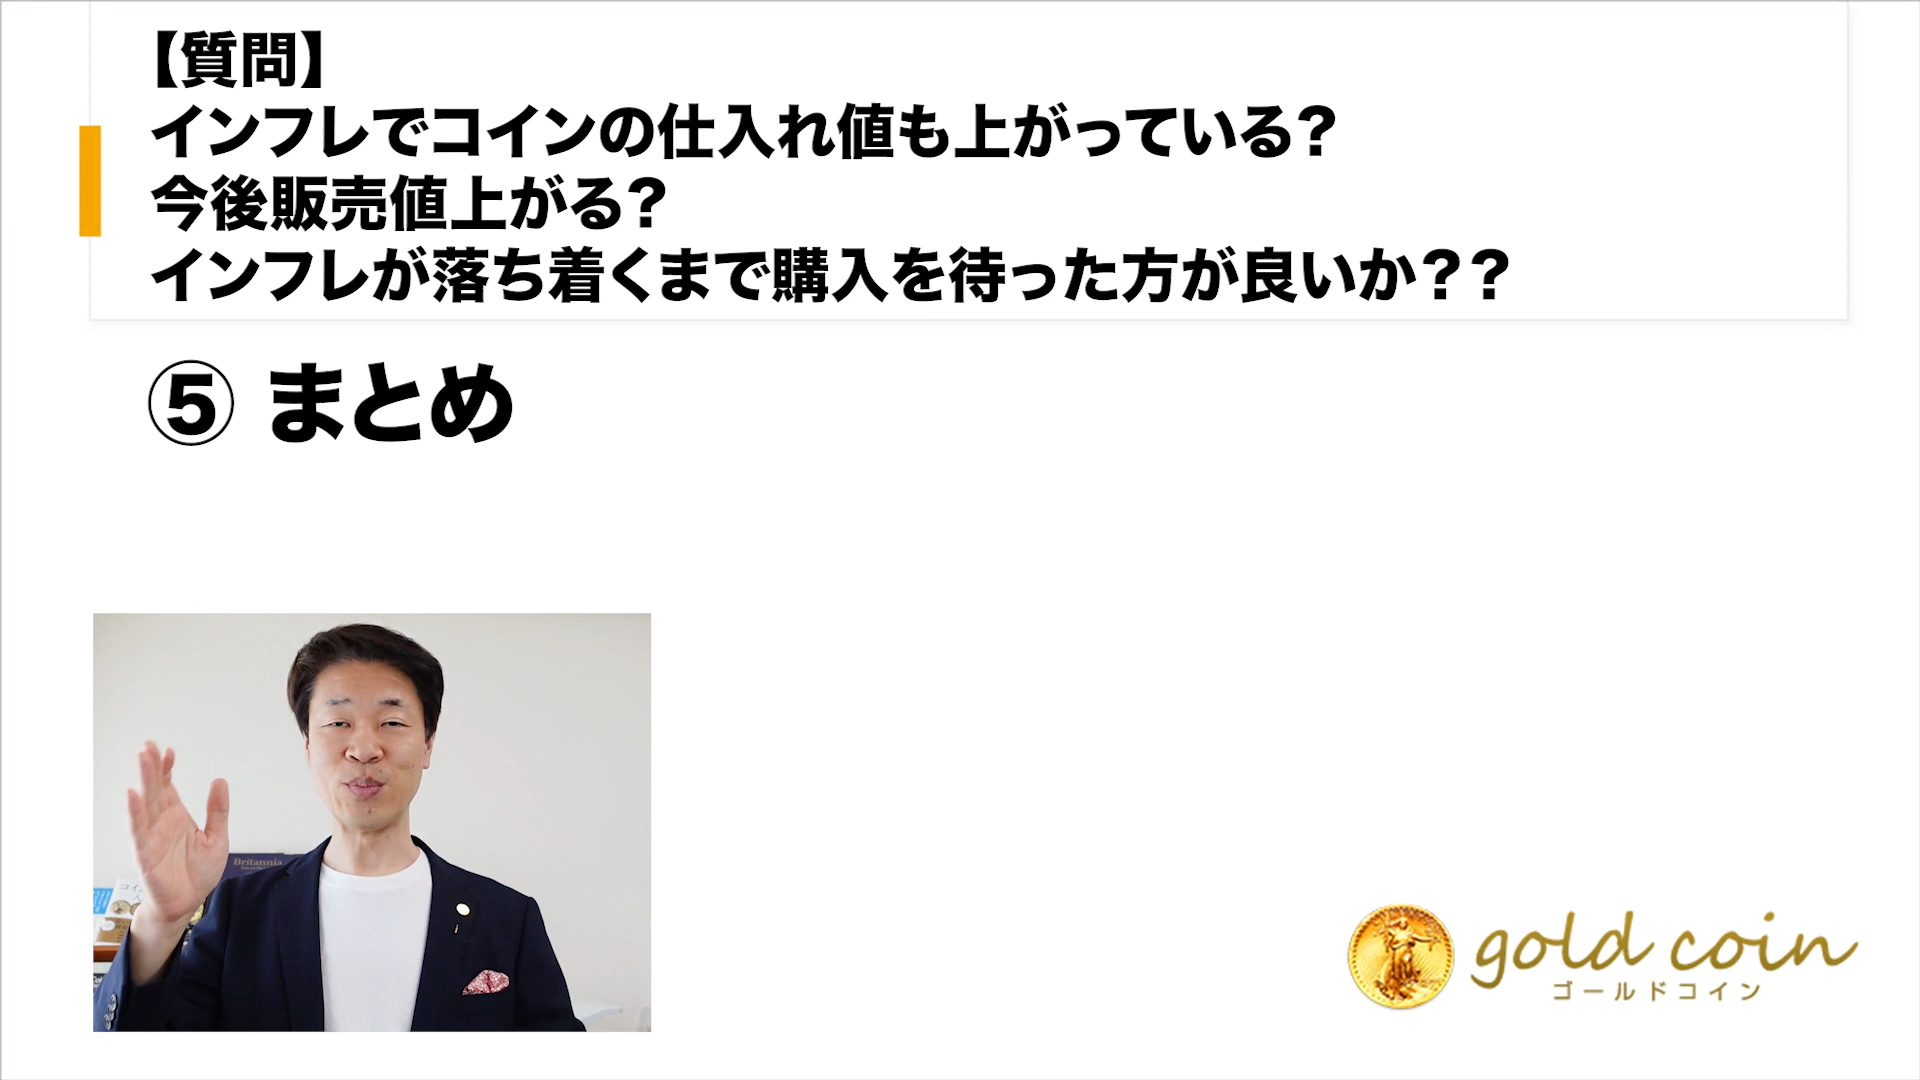 【質問】
インフレでコインの仕入れ値も上がっている？
今後販売値上がる？
インフレが落ち着くまで購入を待った方が良いか？？
⑤ まとめ
Britannia
gold coin
ゴールドコイン